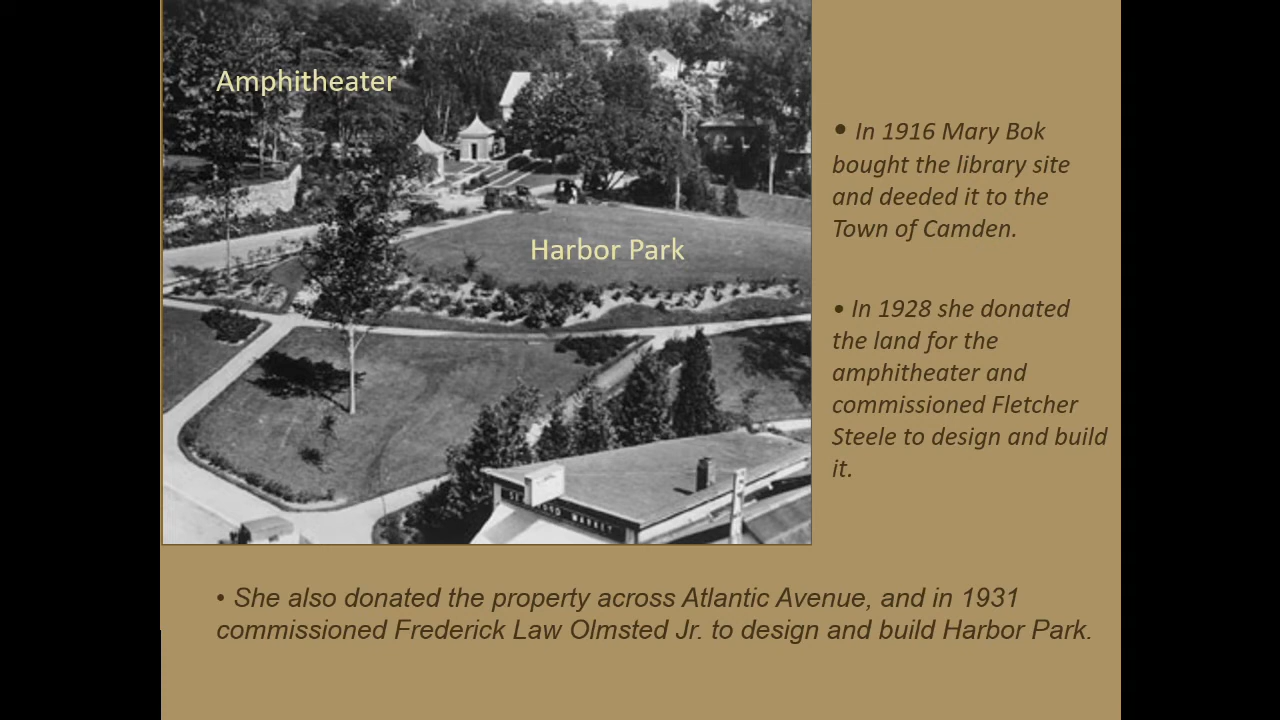 Amphitheater
Harbor Park
• In 1916 Mary Bok
bought the library site
and deeded it to the
Town of Camden.
• In 1928 she donated
the land for the
amphitheater and
commissioned Fletcher
Steele to design and build
it.
MARKET
• She also donated the property across Atlantic Avenue, and in 1931
commissioned Frederick Law Olmsted Jr. to design and build Harbor Park.